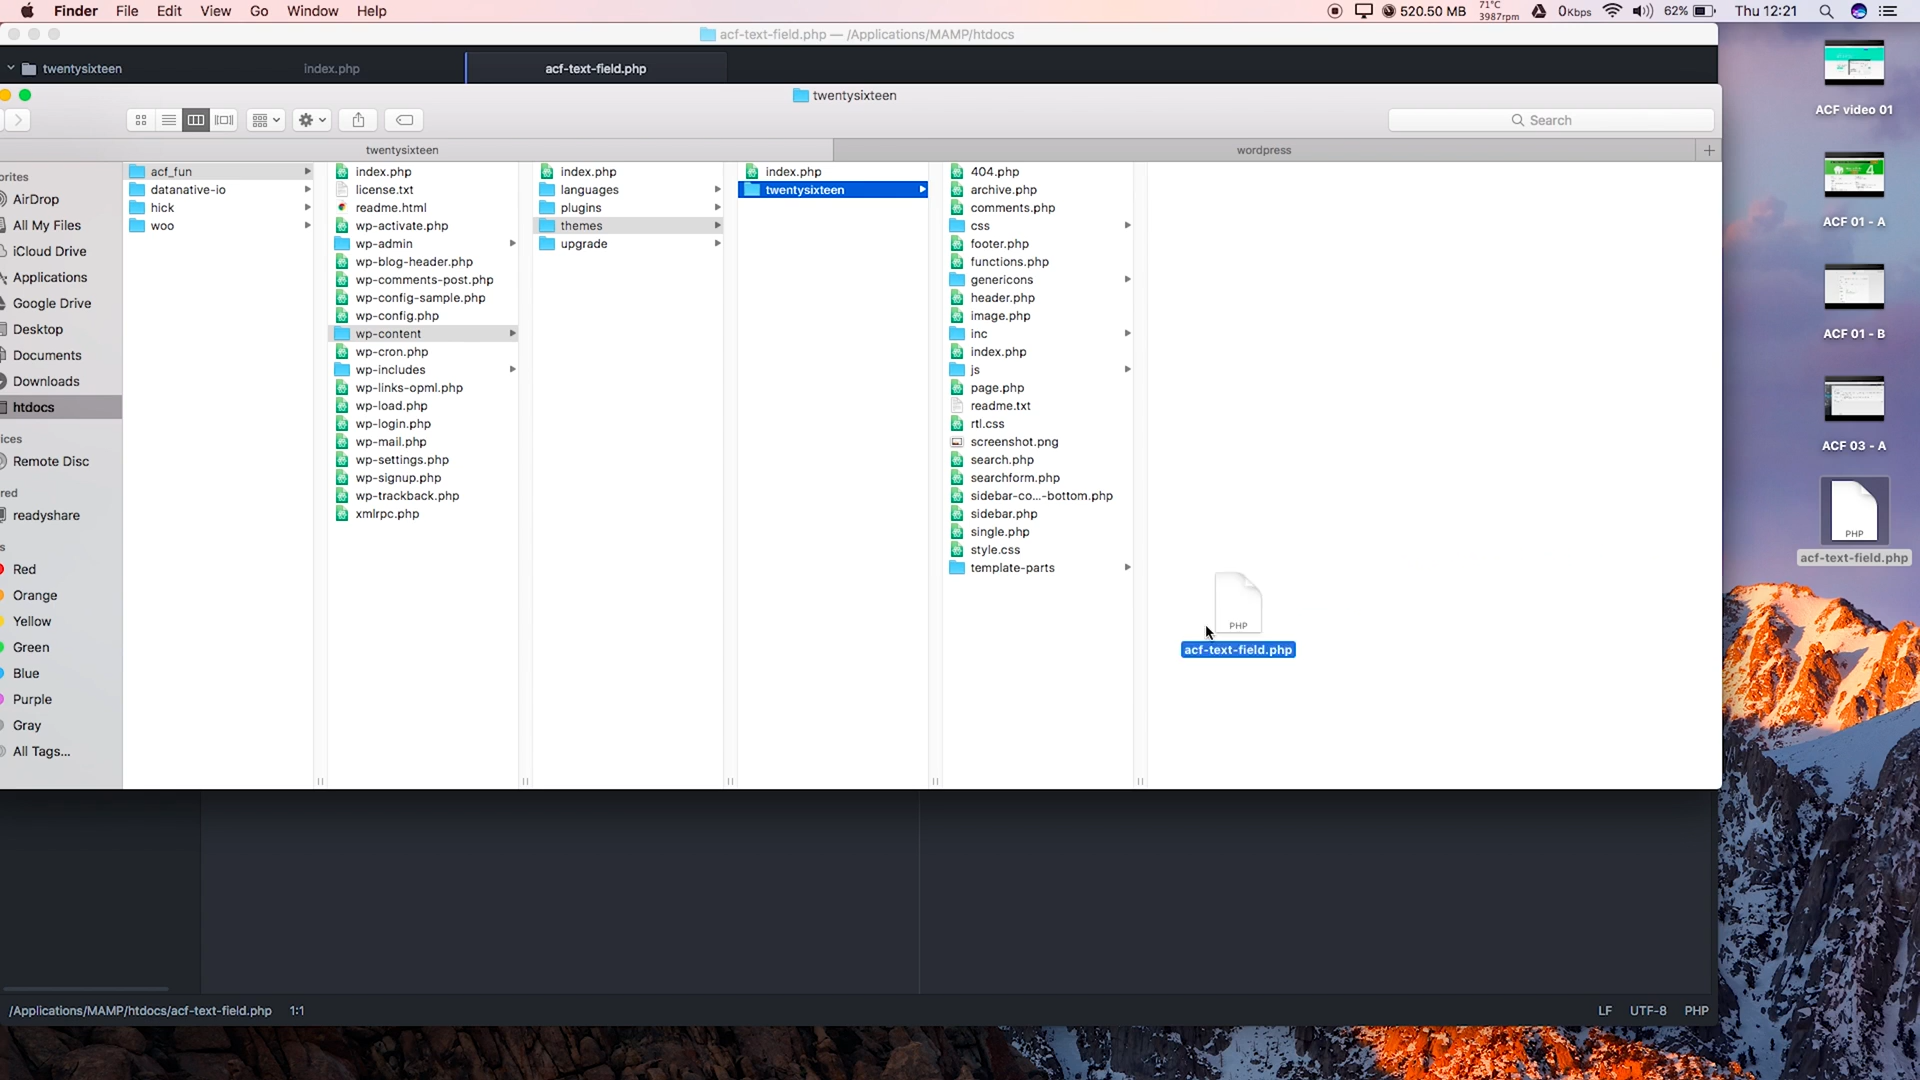 Finder File Edit View Go Window Help
520.50 MB 71°C 3987rpm 0Kbps 62% Thu 12:21
acf-text-field.php — /Applications/MAMP/htdocs
twentysixteen index.php acf-text-field.php
twentysixteen
Search
twentysixteen wordpress
orites
AirDrop
All My Files
iCloud Drive
Applications
Google Drive
Desktop
Documents
Downloads
htdocs
ices
Remote Disc
red
readyshare
s
Red
Orange
Yellow
Green
Blue
Purple
Gray
All Tags...
acf_fun
datanative-io
hick
woo
index.php
license.txt
readme.html
wp-activate.php
wp-admin
wp-blog-header.php
wp-comments-post.php
wp-config-sample.php
wp-config.php
wp-content
wp-cron.php
wp-includes
wp-links-opml.php
wp-load.php
wp-login.php
wp-mail.php
wp-settings.php
wp-signup.php
wp-trackback.php
xmlrpc.php
index.php
languages
plugins
themes
upgrade
index.php
twentysixteen
404.php
archive.php
comments.php
css
footer.php
functions.php
genericons
header.php
image.php
inc
index.php
js
page.php
readme.txt
rtl.css
screenshot.png
search.php
searchform.php
sidebar-co...-bottom.php
sidebar.php
single.php
style.css
template-parts
PHP
acf-text-field.php
ACF video 01
ACF 01 - A
ACF 01 - B
ACF 03 - A
PHP
acf-text-field.php
/Applications/MAMP/htdocs/acf-text-field.php 1:1
LF UTF-8 PHP